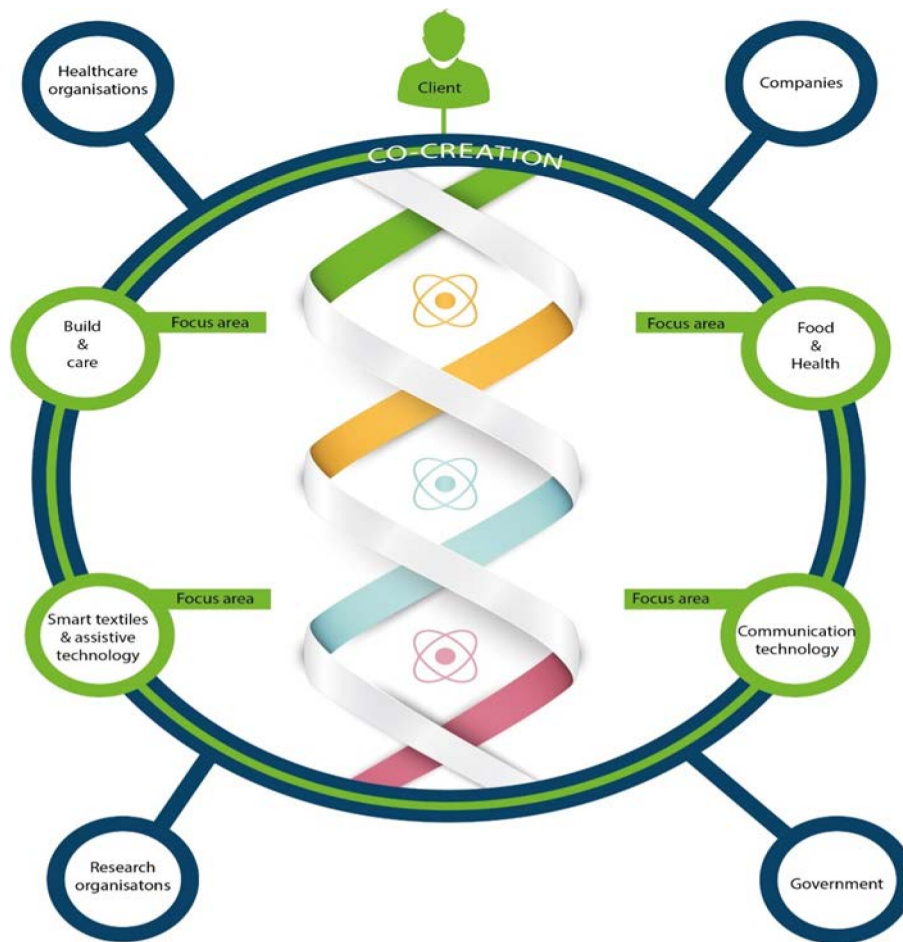 Healthcare
organisations
Client
Companies
CO-CREATION
Build
&
care
Focus area
Focus area
Food
&
Health
Smart textiles
& assistive
technology
Focus area
Focus area
Communication
technology
Research
organisatons
Government